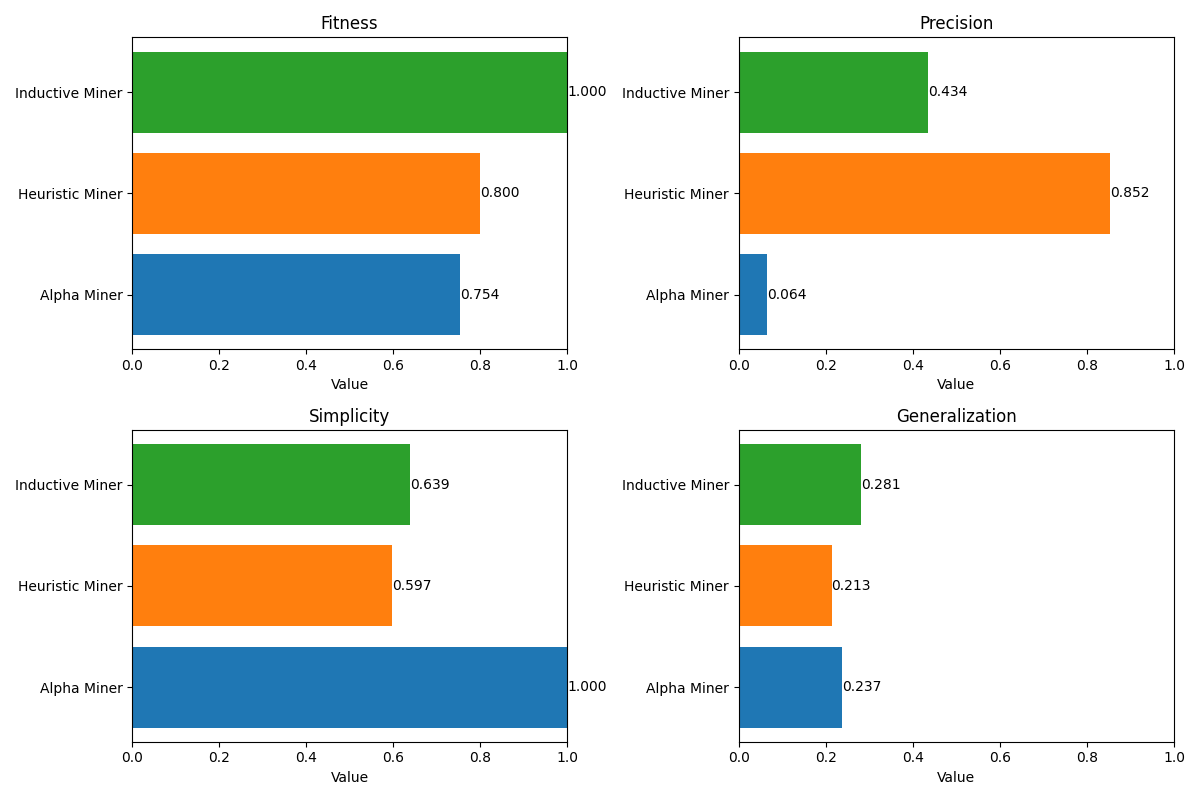 Fitness
Inductive Miner
1.000
Heuristic Miner
0.800
Alpha Miner
0.754
0.0 0.2 0.4 0.6 0.8 1.0
Value
Precision
Inductive Miner
0.434
Heuristic Miner
0.852
Alpha Miner
0.064
0.0 0.2 0.4 0.6 0.8 1.0
Value
Simplicity
Inductive Miner
0.639
Heuristic Miner
0.597
Alpha Miner
1.000
0.0 0.2 0.4 0.6 0.8 1.0
Value
Generalization
Inductive Miner
0.281
Heuristic Miner
0.213
Alpha Miner
0.237
0.0 0.2 0.4 0.6 0.8 1.0
Value